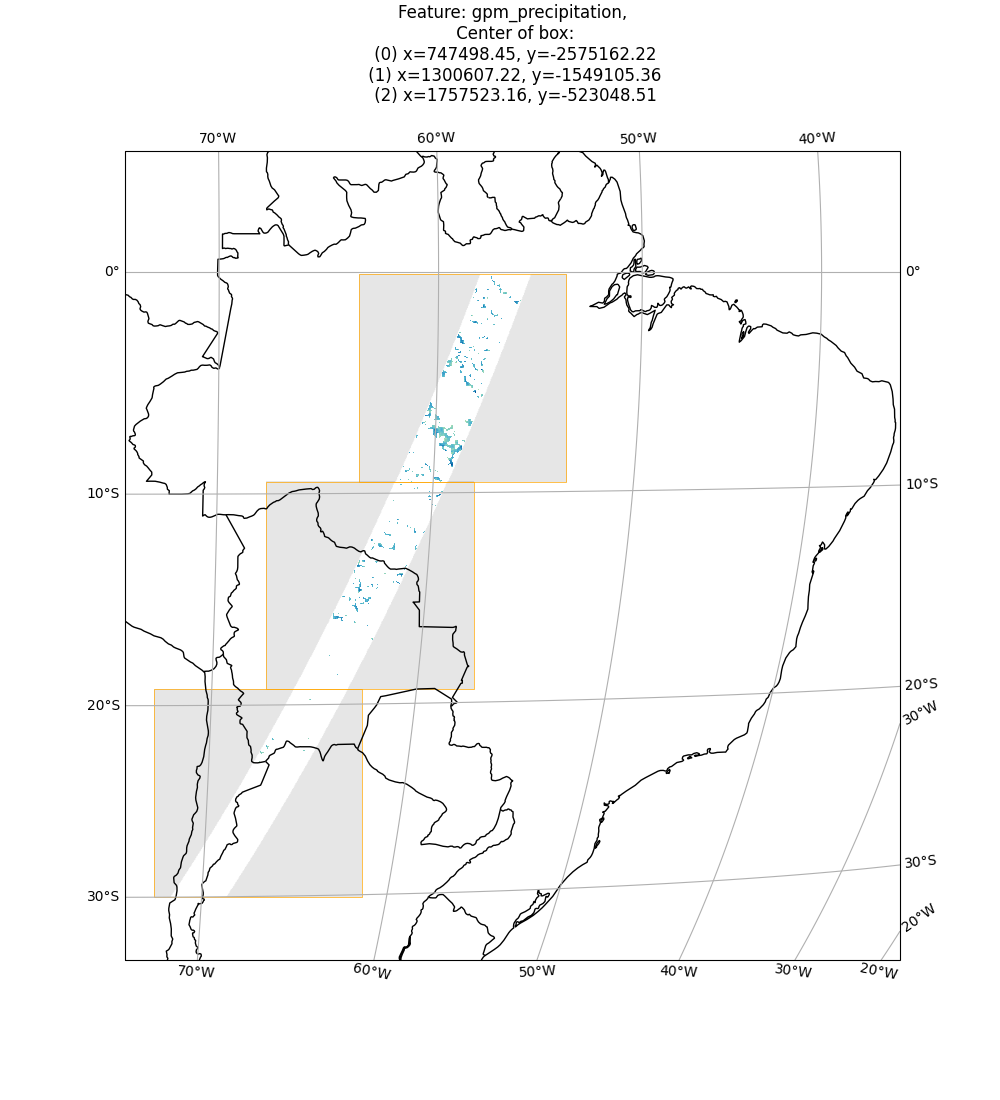 Feature: gpm_precipitation,
Center of box:
(0) x=747498.45, y=-2575162.22
(1) x=1300607.22, y=-1549105.36
(2) x=1757523.16, y=-523048.51
70°W 60°W 50°W 40°W
0° 0°
10°S 10°S
20°S 20°S
30°W
30°S 30°S
20°W
70°W 60°W 50°W 40°W 30°W 20°W